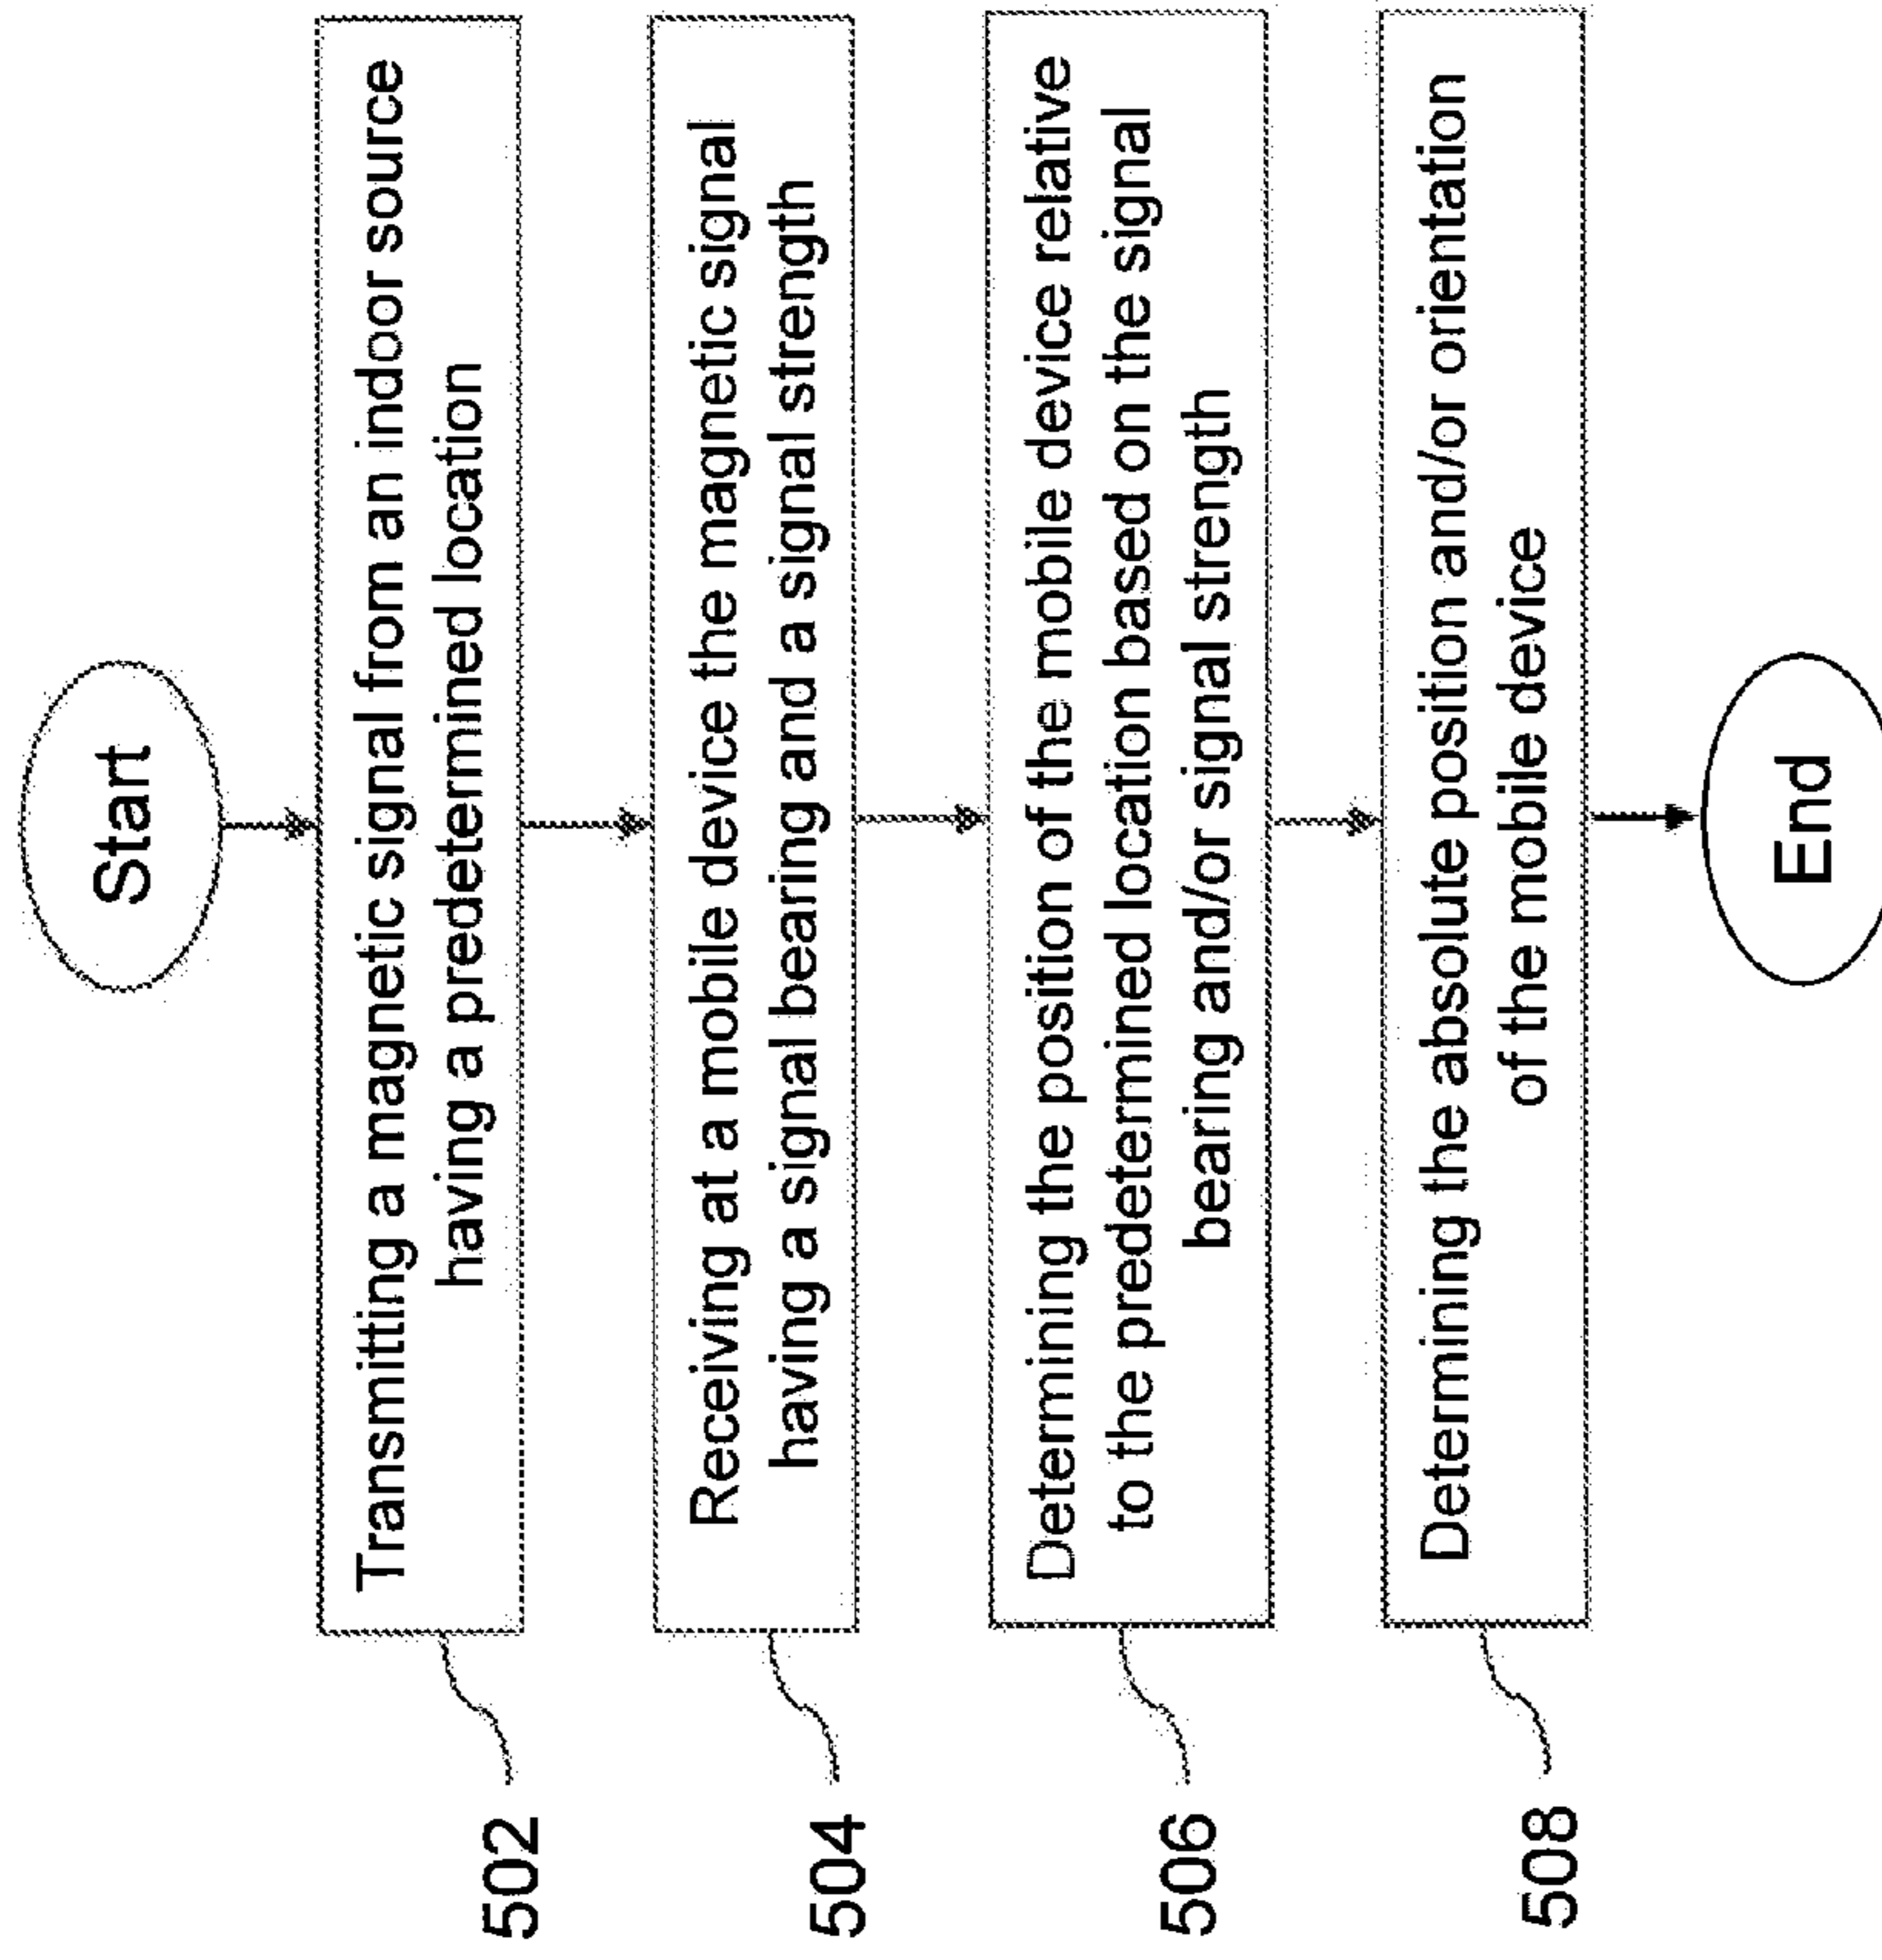 Start
Transmitting a magnetic signal from an indoor source
having a predetermined location
502
Receiving at a mobile device the magnetic signal
having a signal bearing and a signal strength
504
Determining the position of the mobile device relative
to the predetermined location based on the signal
bearing and/or signal strength
506
Determining the absolute position and/or orientation
of the mobile device
508
End